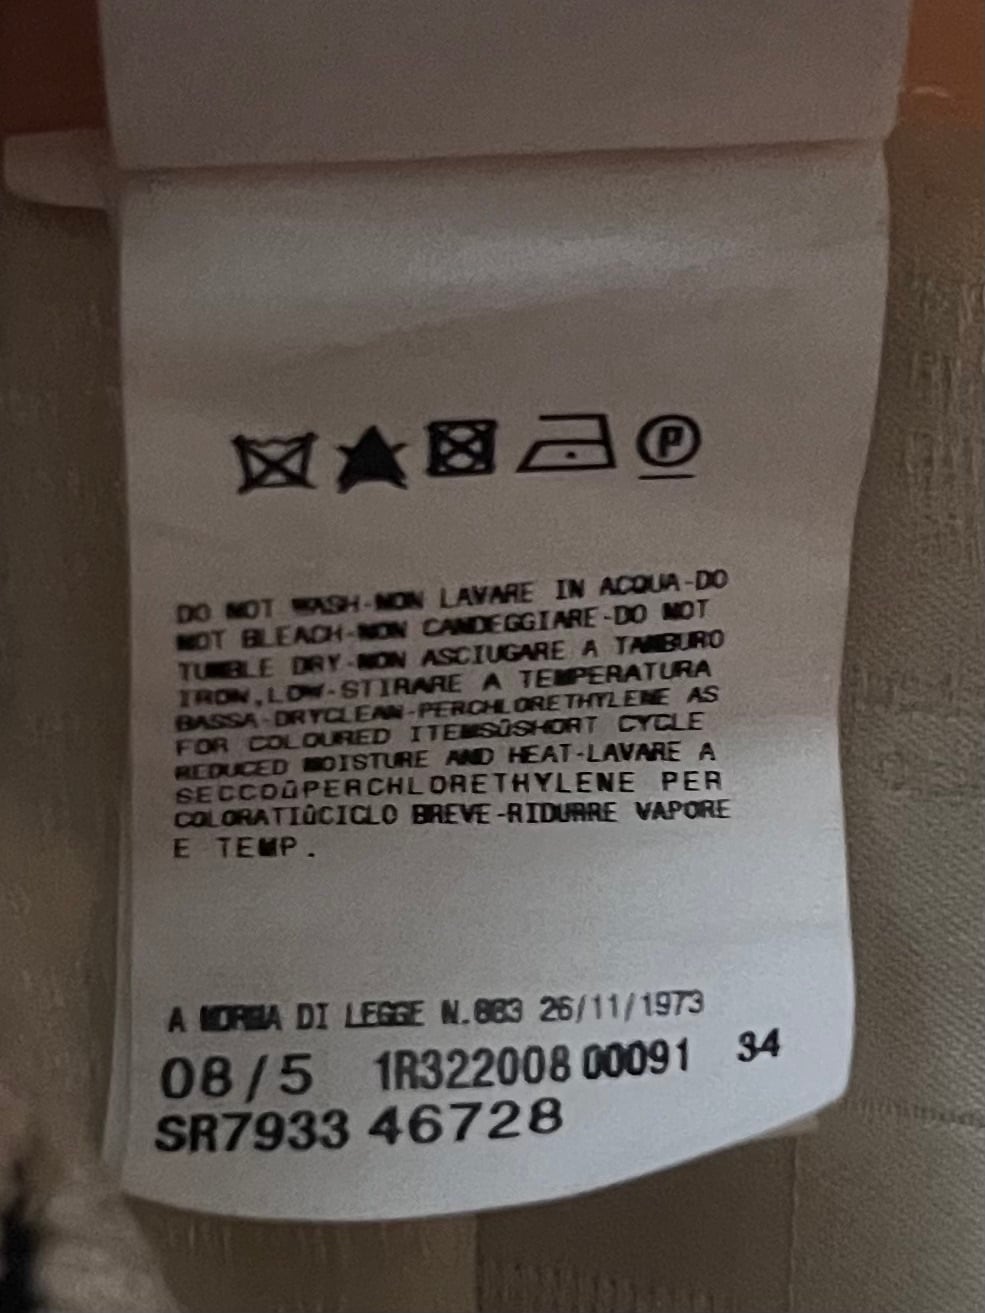 P
DO NOT WASH-NON LAVARE IN ACQUA-DO
NOT BLEACH-NON CANDEGGIARE-DO NOT
TUMBLE DRY-NON ASCIUGARE A TAMBURO
IRON,LOW-STIRARE A TEMPERATURA
BASSA-DRYCLEAN-PERCHLORETHYLENE AS
FOR COLOURED ITEMSÛSHORT CYCLE
REDUCED MOISTURE AND HEAT-LAVARE A
SECCOÛPERCHLORETHYLENE PER
COLORATIÛCICLO BREVE-RIDURRE VAPORE
E TEMP.
A NORMA DI LEGGE N.883 26/11/1973
08/5 1R322008 00091 34
SR7933 46728